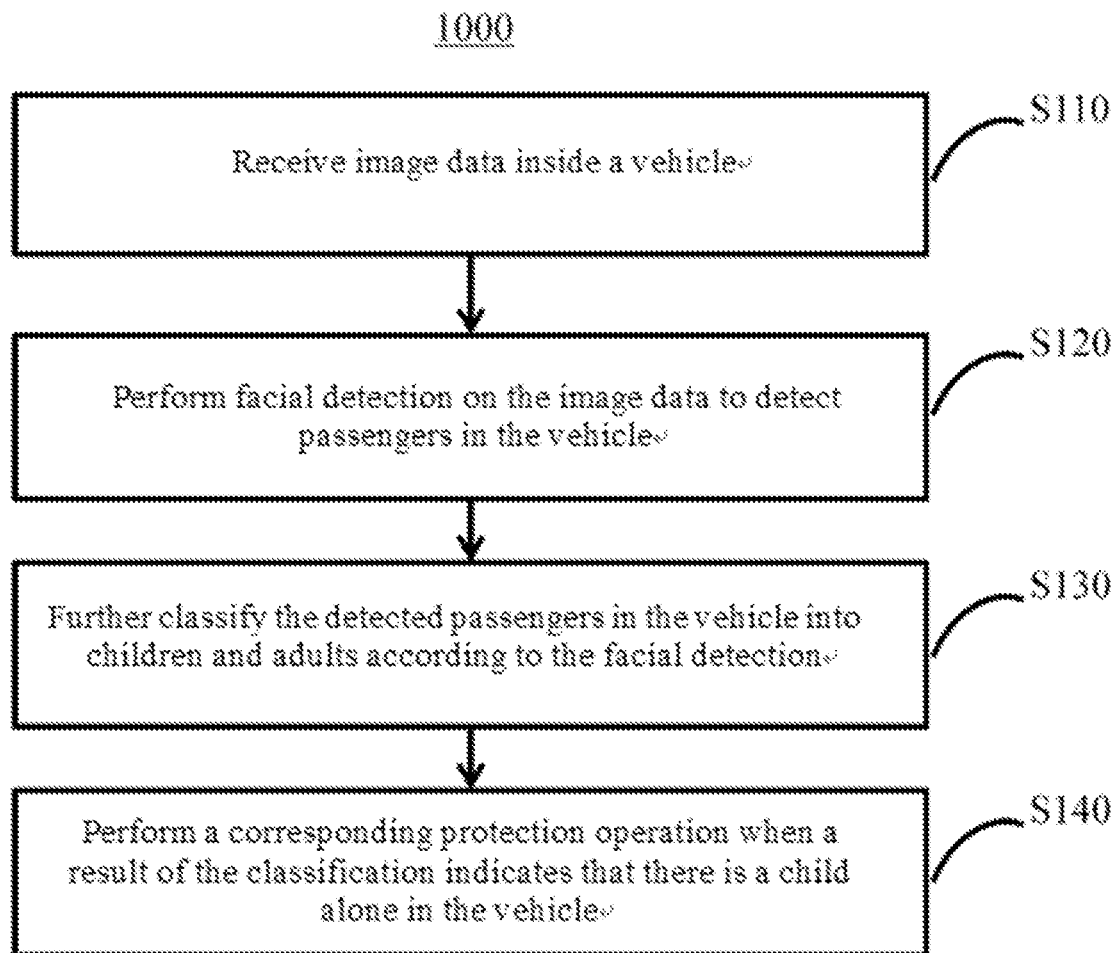 1000
S110
Receive image data inside a vehicle
S120
Perform facial detection on the image data to detect
passengers in the vehicle
S130
Further classify the detected passengers in the vehicle into
children and adults according to the facial detection
S140
Perform a corresponding protection operation when a
result of the classification indicates that there is a child
alone in the vehicle